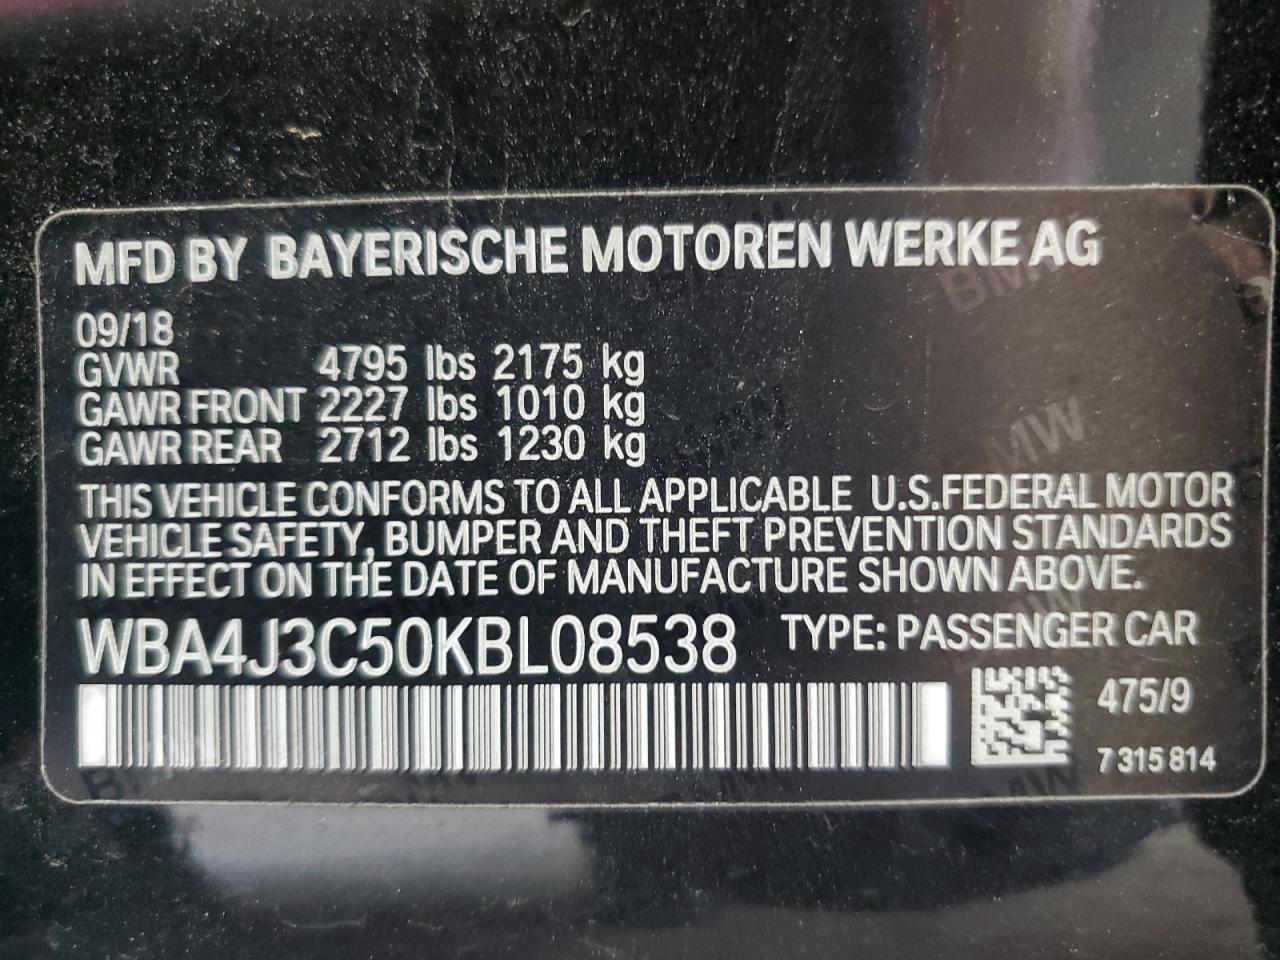 MFD BY BAYERISCHE MOTOREN WERKE AG
09/18
GVWR 4795 lbs 2175 kg
GAWR FRONT 2227 lbs 1010 kg
GAWR REAR 2712 lbs 1230 kg
THIS VEHICLE CONFORMS TO ALL APPLICABLE U.S.FEDERAL MOTOR
VEHICLE SAFETY, BUMPER AND THEFT PREVENTION STANDARDS
IN EFFECT ON THE DATE OF MANUFACTURE SHOWN ABOVE.
WBA4J3C50KBL08538 TYPE: PASSENGER CAR
475/9
7 315 814